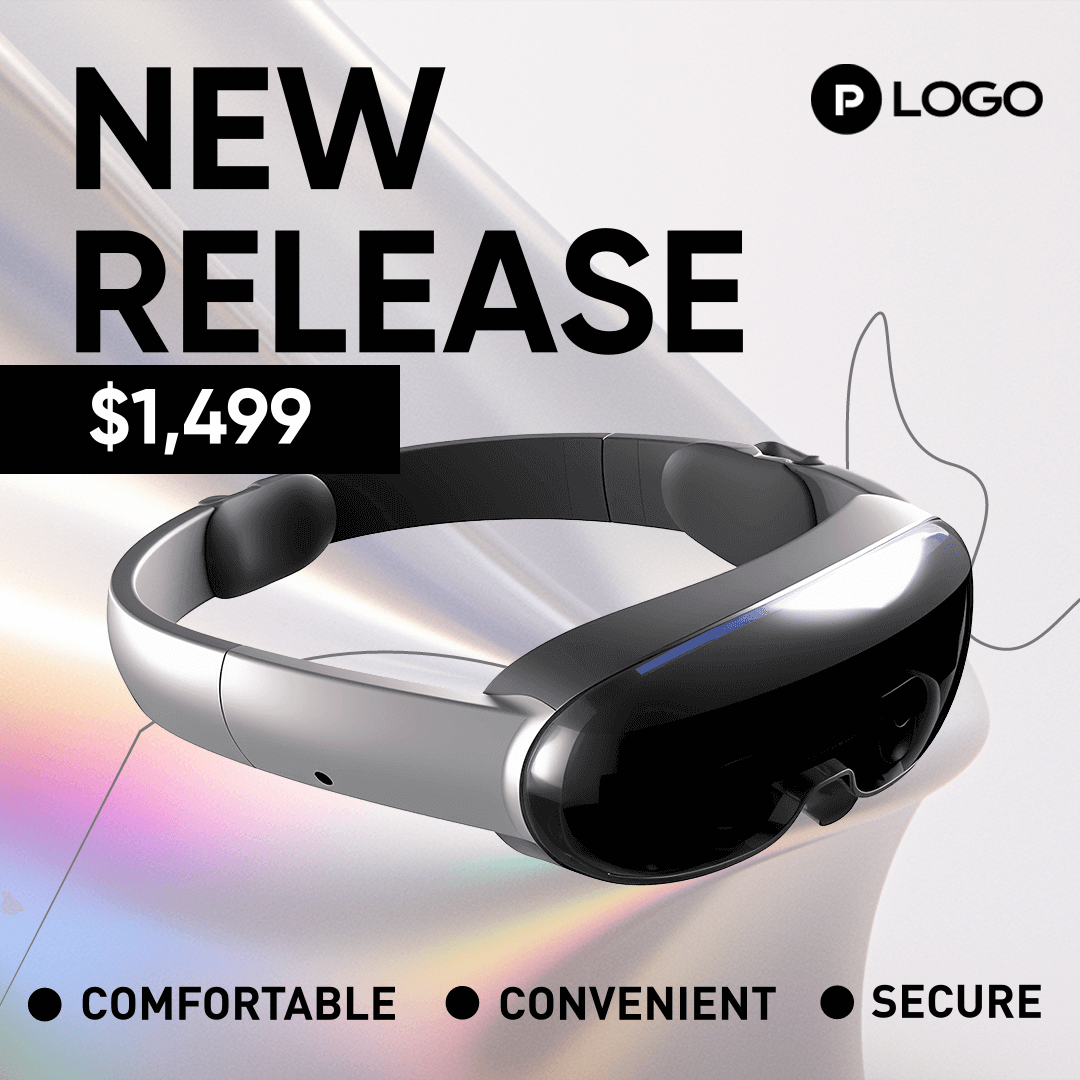 NEW
RELEASE
P LOGO
$1,499
● COMFORTABLE ● CONVENIENT ● SECURE